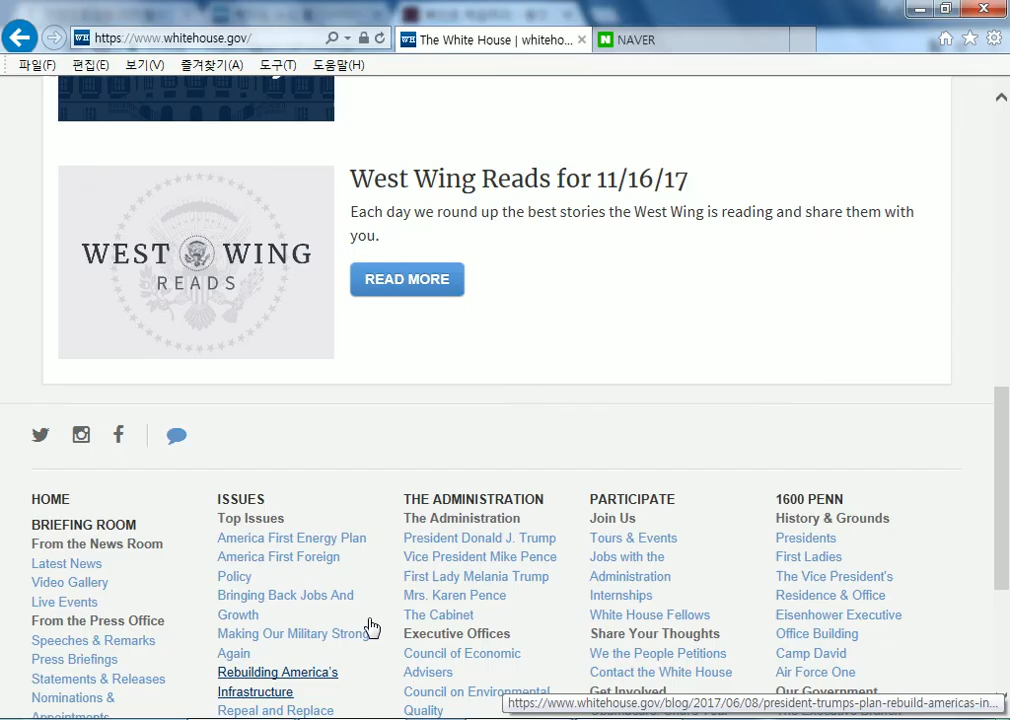 https://www.whitehouse.gov/
WH The White House | whiteho...
N NAVER
파일(F) 편집(E) 보기(V) 즐겨찾기(A) 도구(T) 도움말(H)
West Wing Reads for 11/16/17
Each day we round up the best stories the West Wing is reading and share them with
you.
READ MORE
WEST WING
READS
HOME
BRIEFING ROOM
From the News Room
Latest News
Video Gallery
Live Events
From the Press Office
Speeches & Remarks
Press Briefings
Statements & Releases
Nominations &
Appointments
ISSUES
Top Issues
America First Energy Plan
America First Foreign
Policy
Bringing Back Jobs And
Growth
Making Our Military Strong
Again
Rebuilding America's
Infrastructure
Repeal and Replace
THE ADMINISTRATION
The Administration
President Donald J. Trump
Vice President Mike Pence
First Lady Melania Trump
Mrs. Karen Pence
The Cabinet
Executive Offices
Council of Economic
Advisers
Council on Environmental
Quality
PARTICIPATE
Join Us
Tours & Events
Jobs with the
Administration
Internships
White House Fellows
Share Your Thoughts
We the People Petitions
Contact the White House
Get Involved
1600 PENN
History & Grounds
Presidents
First Ladies
The Vice President's
Residence & Office
Eisenhower Executive
Office Building
Camp David
Air Force One
Our Government
https://www.whitehouse.gov/blog/2017/06/08/president-trumps-plan-rebuild-americas-in...